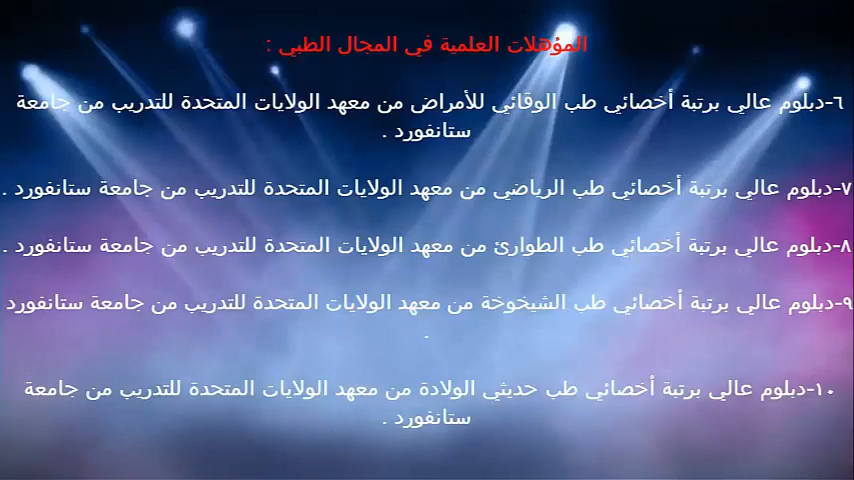 المؤهلات العلمية في المجال الطبي :
٦-دبلوم عالي برتبة أخصائي طب الوقائي للأمراض من معهد الولايات المتحدة للتدريب من جامعة
ستانفورد .
٧-دبلوم عالي برتبة أخصائي طب الرياضي من معهد الولايات المتحدة للتدريب من جامعة ستانفورد .
٨-دبلوم عالي برتبة أخصائي طب الطوارئ من معهد الولايات المتحدة للتدريب من جامعة ستانفورد .
٩-دبلوم عالي برتبة أخصائي طب الشيخوخة من معهد الولايات المتحدة للتدريب من جامعة ستانفورد
.
١٠-دبلوم عالي برتبة أخصائي طب حديثي الولادة من معهد الولايات المتحدة للتدريب من جامعة
ستانفورد .